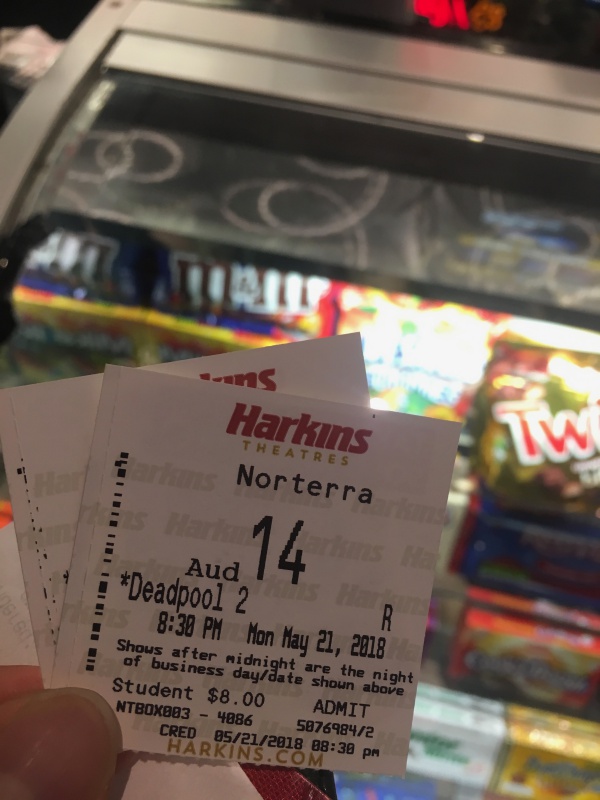 kins
Harkins
THEATRES
Norterra
Aud 14
*Deadpool 2
R
8:30 PM Mon May 21, 2018
Shows after midnight are the night
of business day/date shown above
Student $8.00 ADMIT
NTBOX003 - 4086 5076984/2
CRED 05/21/2018 08:30 pm
HARKINS.COM
M&M
Tw